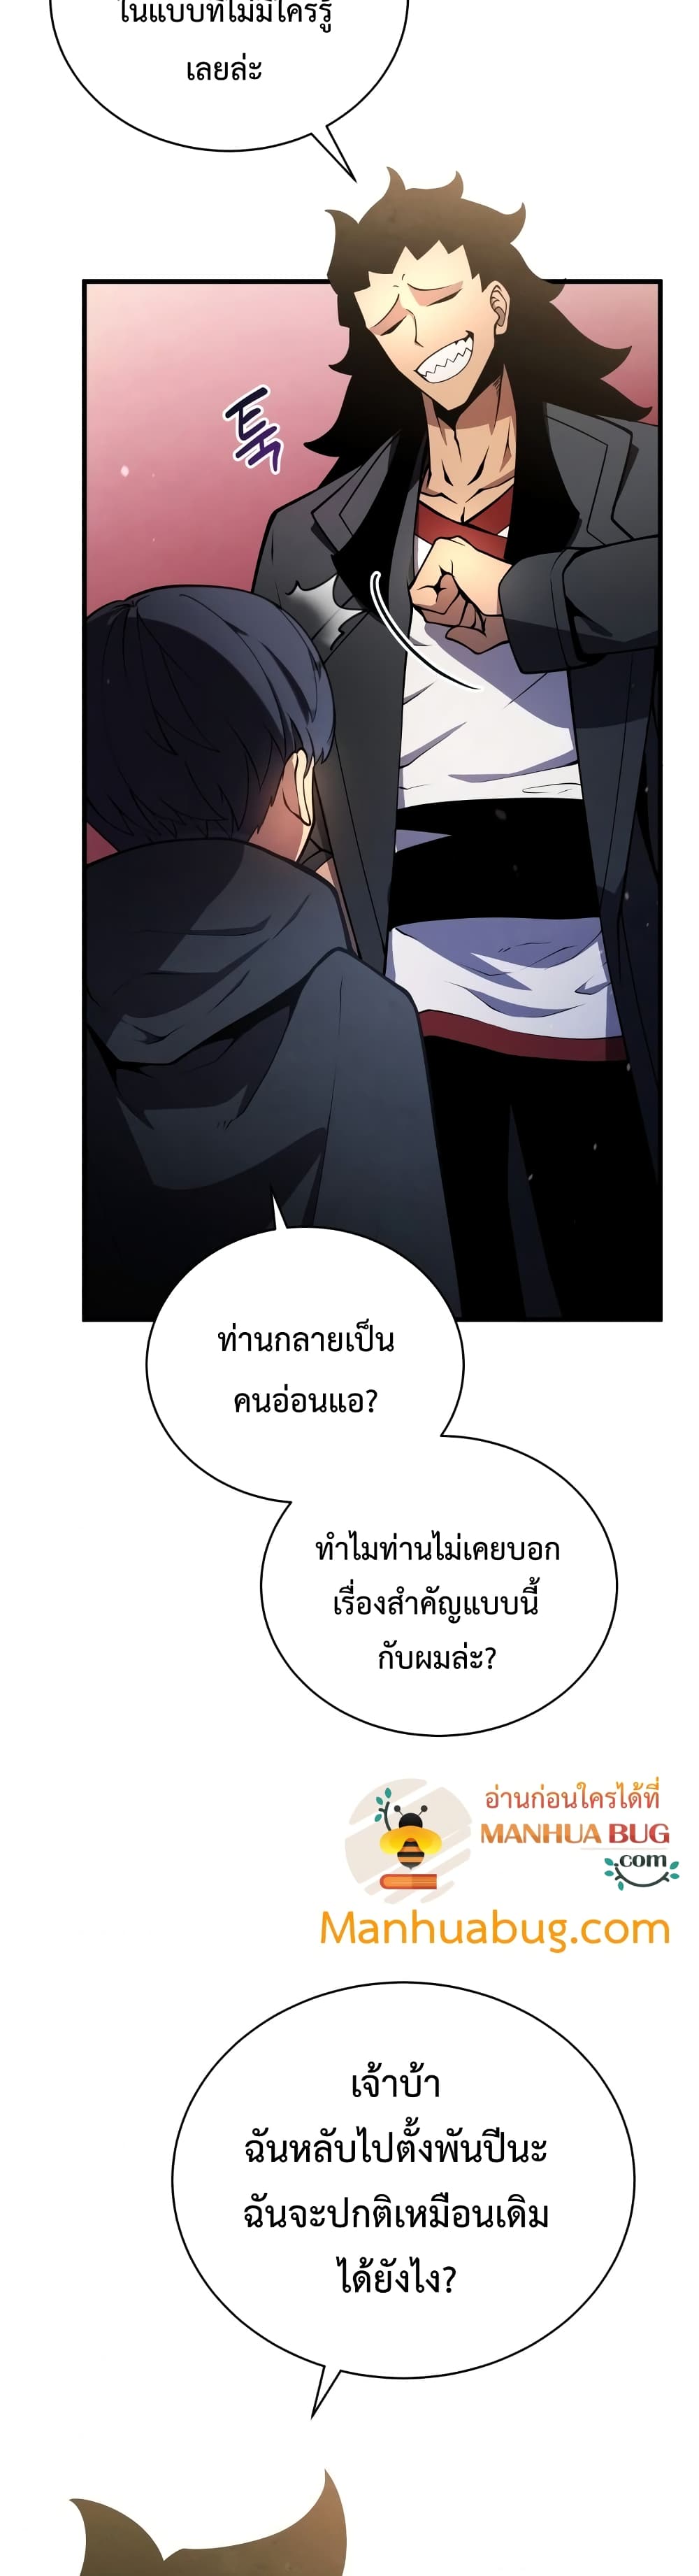 ในแบบที่ไม่มีใครรู้
เลยล่ะ
툭
ท่านกลายเป็น
คนอ่อนแอ?
ทำไมท่านไม่เคยบอก
เรื่องสำคัญแบบนี้
กับผมล่ะ?
อ่านก่อนใครได้ที่
MANHUA BUG
.com
Manhuabug.com
เจ้าบ้า
ฉันหลับไปตั้งพันปีนะ
ฉันจะปกติเหมือนเดิม
ได้ยังไง?